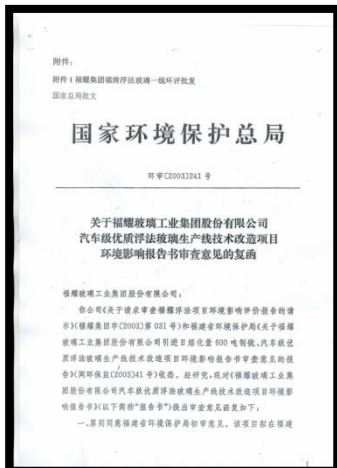 附件：
附件 1 福耀集团福清浮法玻璃一线环评批复
国家总局批文
国家环境保护总局
环审[2003]241 号
关于福耀玻璃工业集团股份有限公司
汽车级优质浮法玻璃生产线技术改造项目
环境影响报告书审查意见的复函
福耀玻璃工业集团股份有限公司：
你公司《关于请求审查福耀浮法项目环境影响评价报告的请
示》(福耀集团字(2003)第 031 号)和福建省环境保护局《关于福耀
玻璃工业集团股份有限公司引进日熔化量 600 吨制镜、汽车级优
质浮法玻璃生产线技术改造项目环境影响报告书审查意见的报
告》(闽环保监(2003)41 号)收悉。经研究，现对《福耀玻璃工业集
团股份有限公司汽车级优质浮法玻璃生产线技术改造项目环境影
响报告书》(以下简称“报告书”)提出审查意见函复如下：
一、原则同意福建省环境保护局初审意见。该项目拟在福建